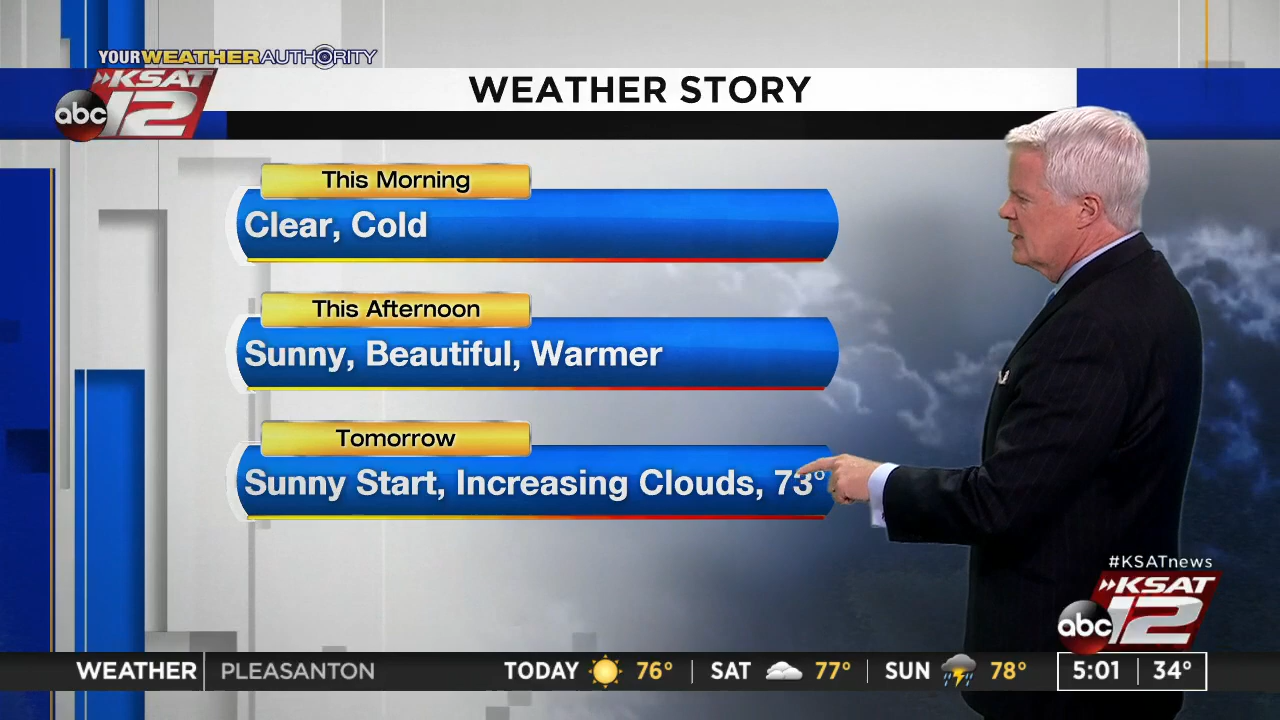 YOURWEATHERAUTHORITY
KSAT
abc 12
WEATHER STORY
This Morning
Clear, Cold
This Afternoon
Sunny, Beautiful, Warmer
Tomorrow
Sunny Start, Increasing Clouds, 73°
#KSATnews
KSAT
abc 12
WEATHER PLEASANTON TODAY 76° SAT 77° SUN 78° 5:01 34°